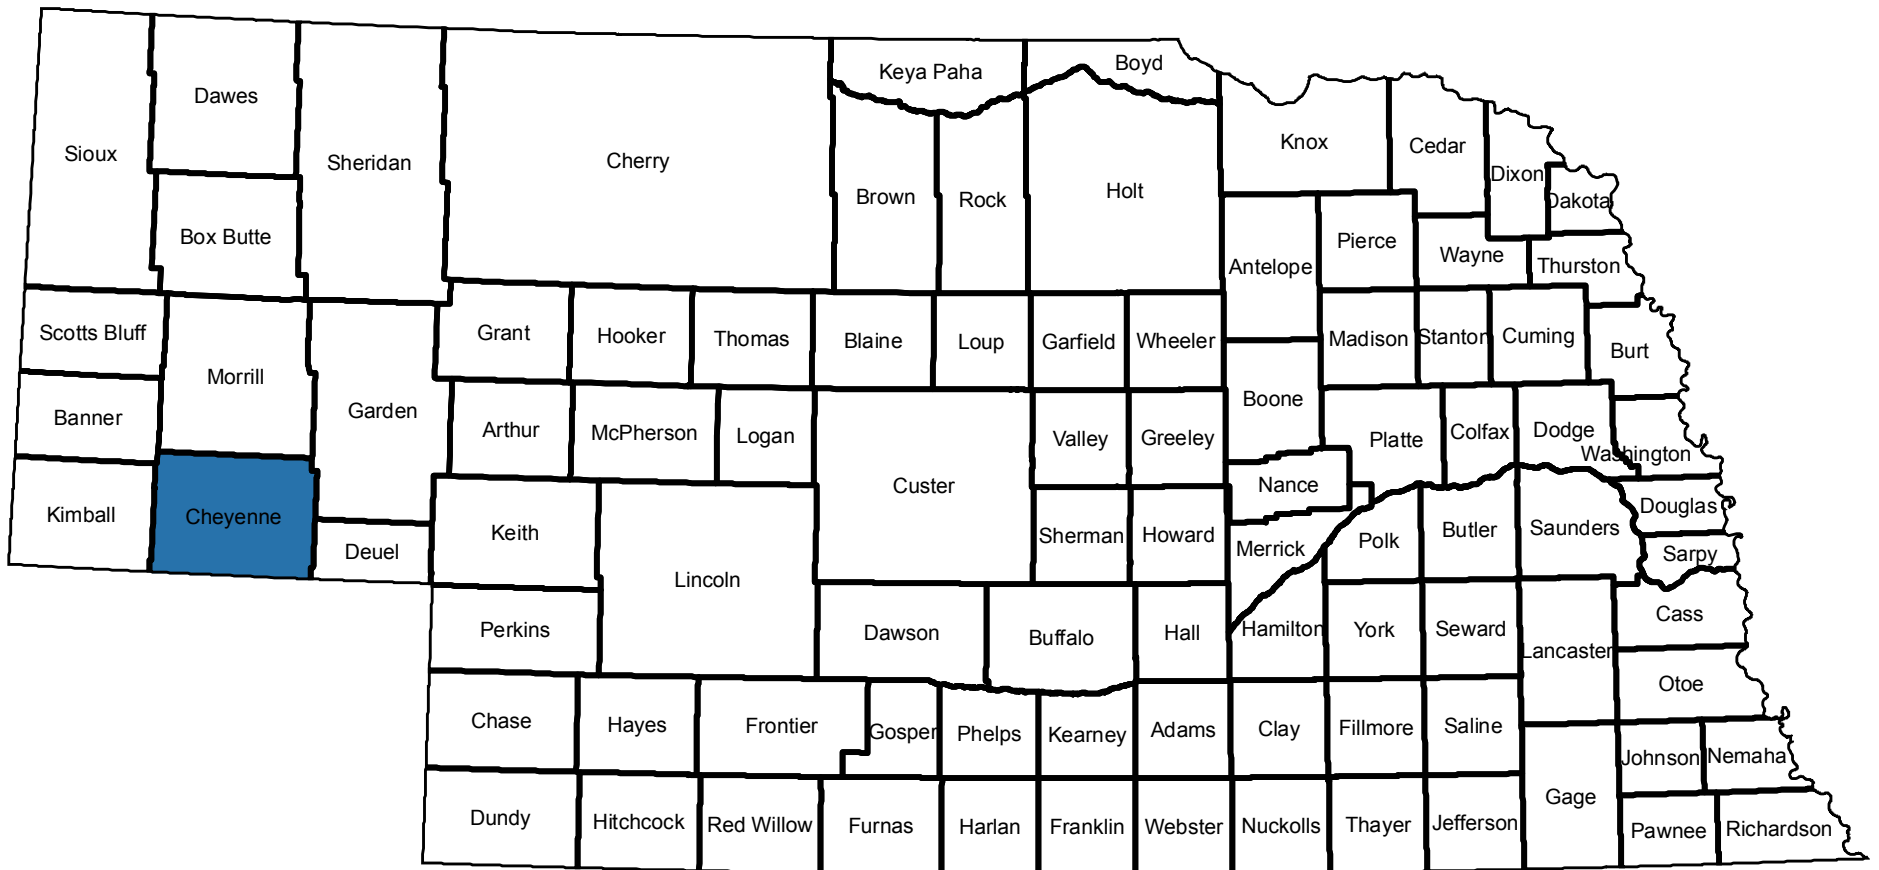 Keya Paha
Boyd
Dawes
Sioux
Sheridan
Cherry
Knox
Cedar
Dixon
Dakota
Brown
Rock
Holt
Box Butte
Pierce
Wayne
Antelope
Thurston
Scotts Bluff
Grant
Hooker
Thomas
Blaine
Loup
Garfield
Wheeler
Madison
Stanton
Cuming
Burt
Morrill
Banner
Garden
Arthur
McPherson
Logan
Valley
Greeley
Boone
Platte
Colfax
Dodge
Washington
Custer
Nance
Kimball
Cheyenne
Deuel
Keith
Lincoln
Sherman
Howard
Merrick
Polk
Butler
Saunders
Douglas
Sarpy
Perkins
Dawson
Buffalo
Hall
Hamilton
York
Seward
Lancaster
Cass
Otoe
Chase
Hayes
Frontier
Gosper
Phelps
Kearney
Adams
Clay
Fillmore
Saline
Johnson
Nemaha
Gage
Dundy
Hitchcock
Red Willow
Furnas
Harlan
Franklin
Webster
Nuckolls
Thayer
Jefferson
Pawnee
Richardson